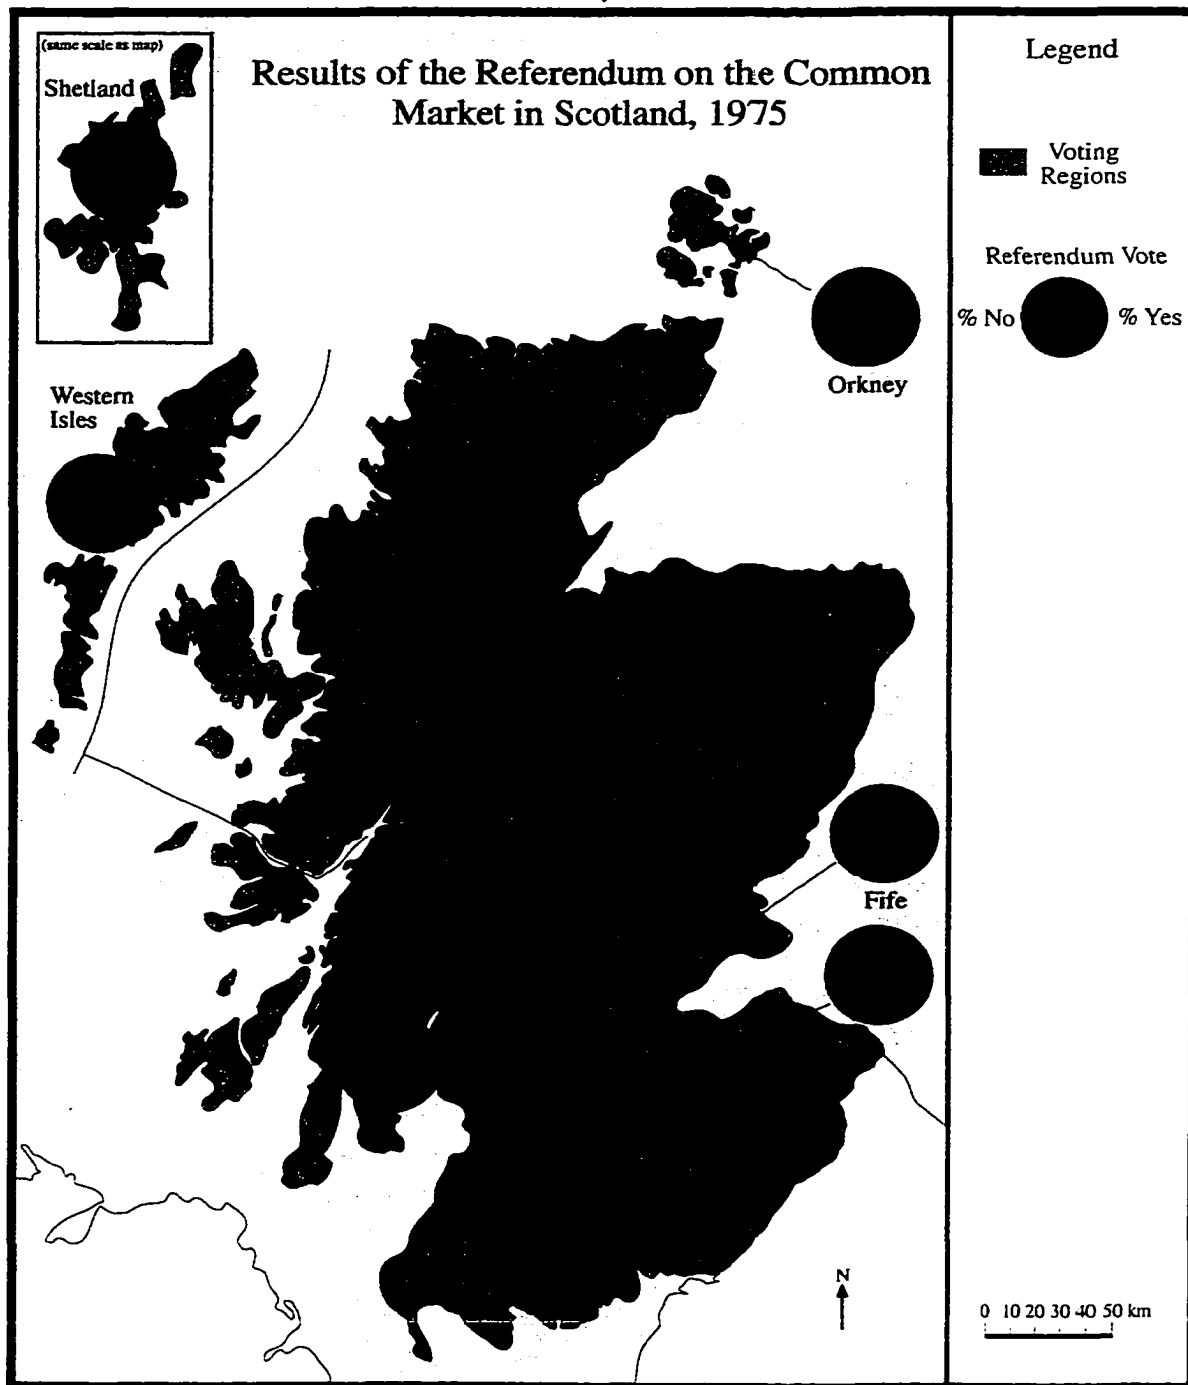 (same scale as map)
Shetland
Results of the Referendum on the Common
Market in Scotland, 1975
Legend
Voting
Regions
Referendum Vote
% No
% Yes
Orkney
Western
Isles
Fife
N
0 10 20 30 40 50 km